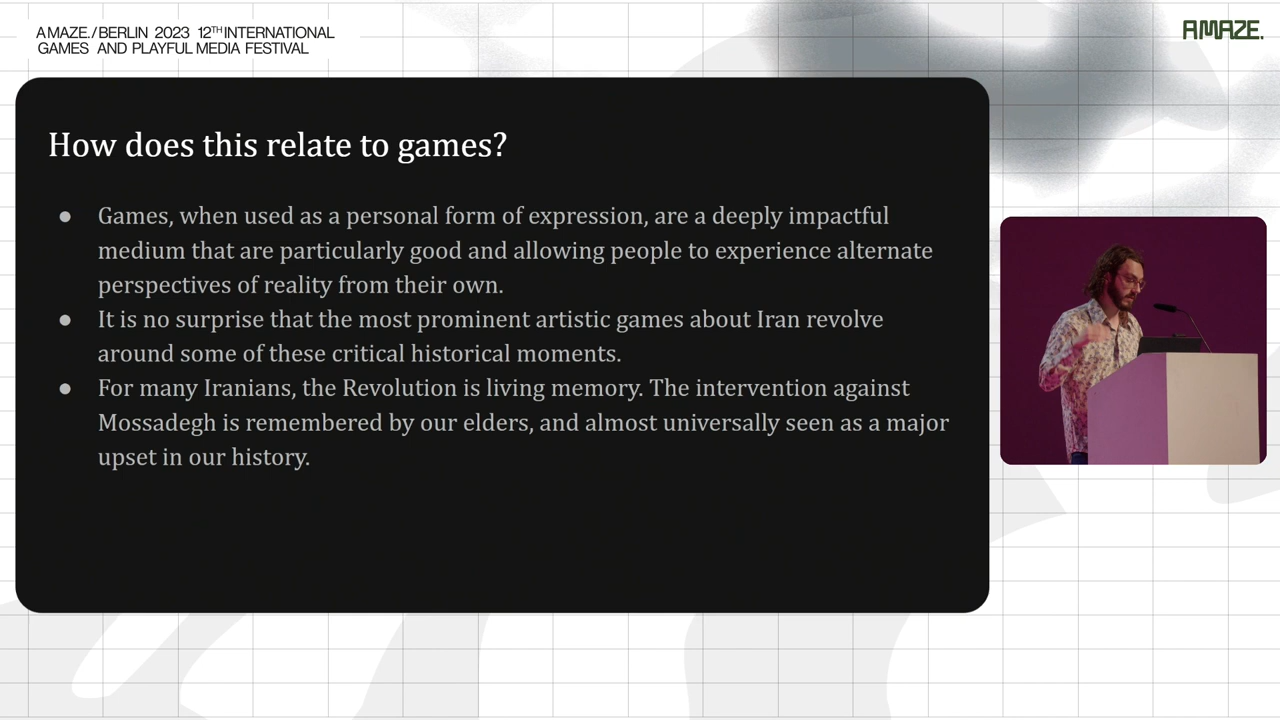 A MAZE. / BERLIN 2023 12TH INTERNATIONAL
GAMES AND PLAYFUL MEDIA FESTIVAL
AMAZE.
How does this relate to games?
● Games, when used as a personal form of expression, are a deeply impactful
medium that are particularly good and allowing people to experience alternate
perspectives of reality from their own.
● It is no surprise that the most prominent artistic games about Iran revolve
around some of these critical historical moments.
● For many Iranians, the Revolution is living memory. The intervention against
Mossadegh is remembered by our elders, and almost universally seen as a major
upset in our history.